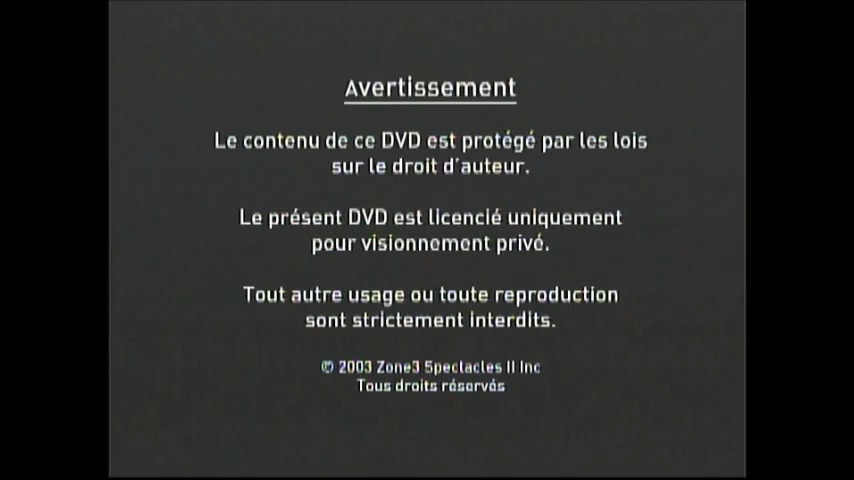 Avertissement
Le contenu de ce DVD est protégé par les lois
sur le droit d'auteur.
Le présent DVD est licencié uniquement
pour visionnement privé.
Tout autre usage ou toute reproduction
sont strictement interdits.
© 2003 Zone3 Spectacles II Inc
Tous droits réservés